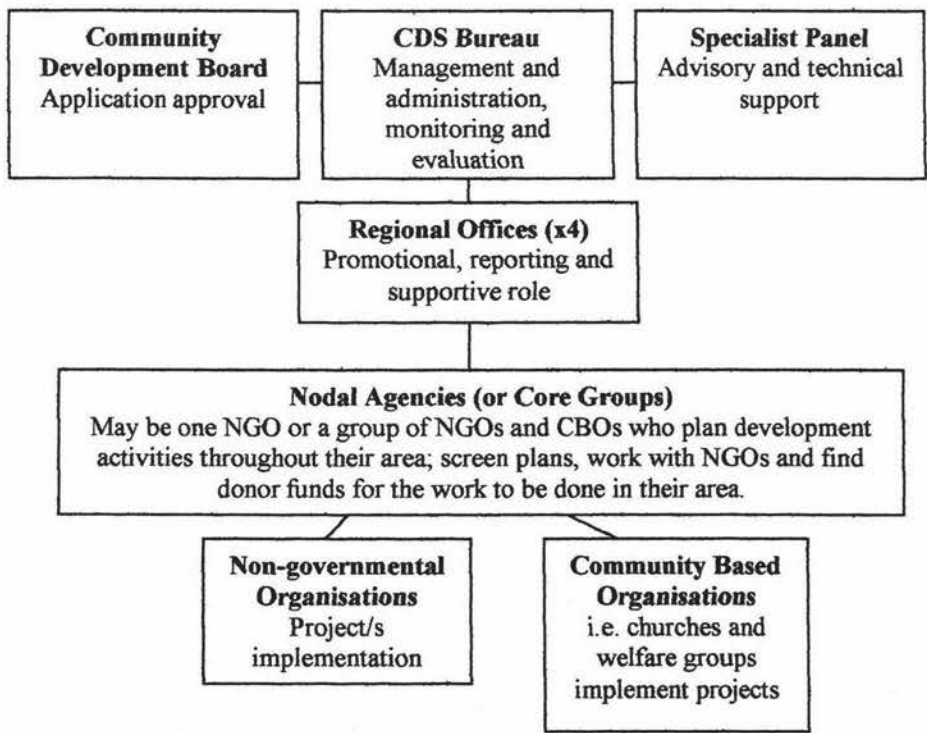 Community
Development Board
Application approval
CDS Bureau
Management and
administration,
monitoring and
evaluation
Specialist Panel
Advisory and technical
support
Regional Offices (x4)
Promotional, reporting and
supportive role
Nodal Agencies (or Core Groups)
May be one NGO or a group of NGOs and CBOs who plan development
activities throughout their area; screen plans, work with NGOs and find
donor funds for the work to be done in their area.
Non-governmental
Organisations
Project/s
implementation
Community Based
Organisations
i.e. churches and
welfare groups
implement projects